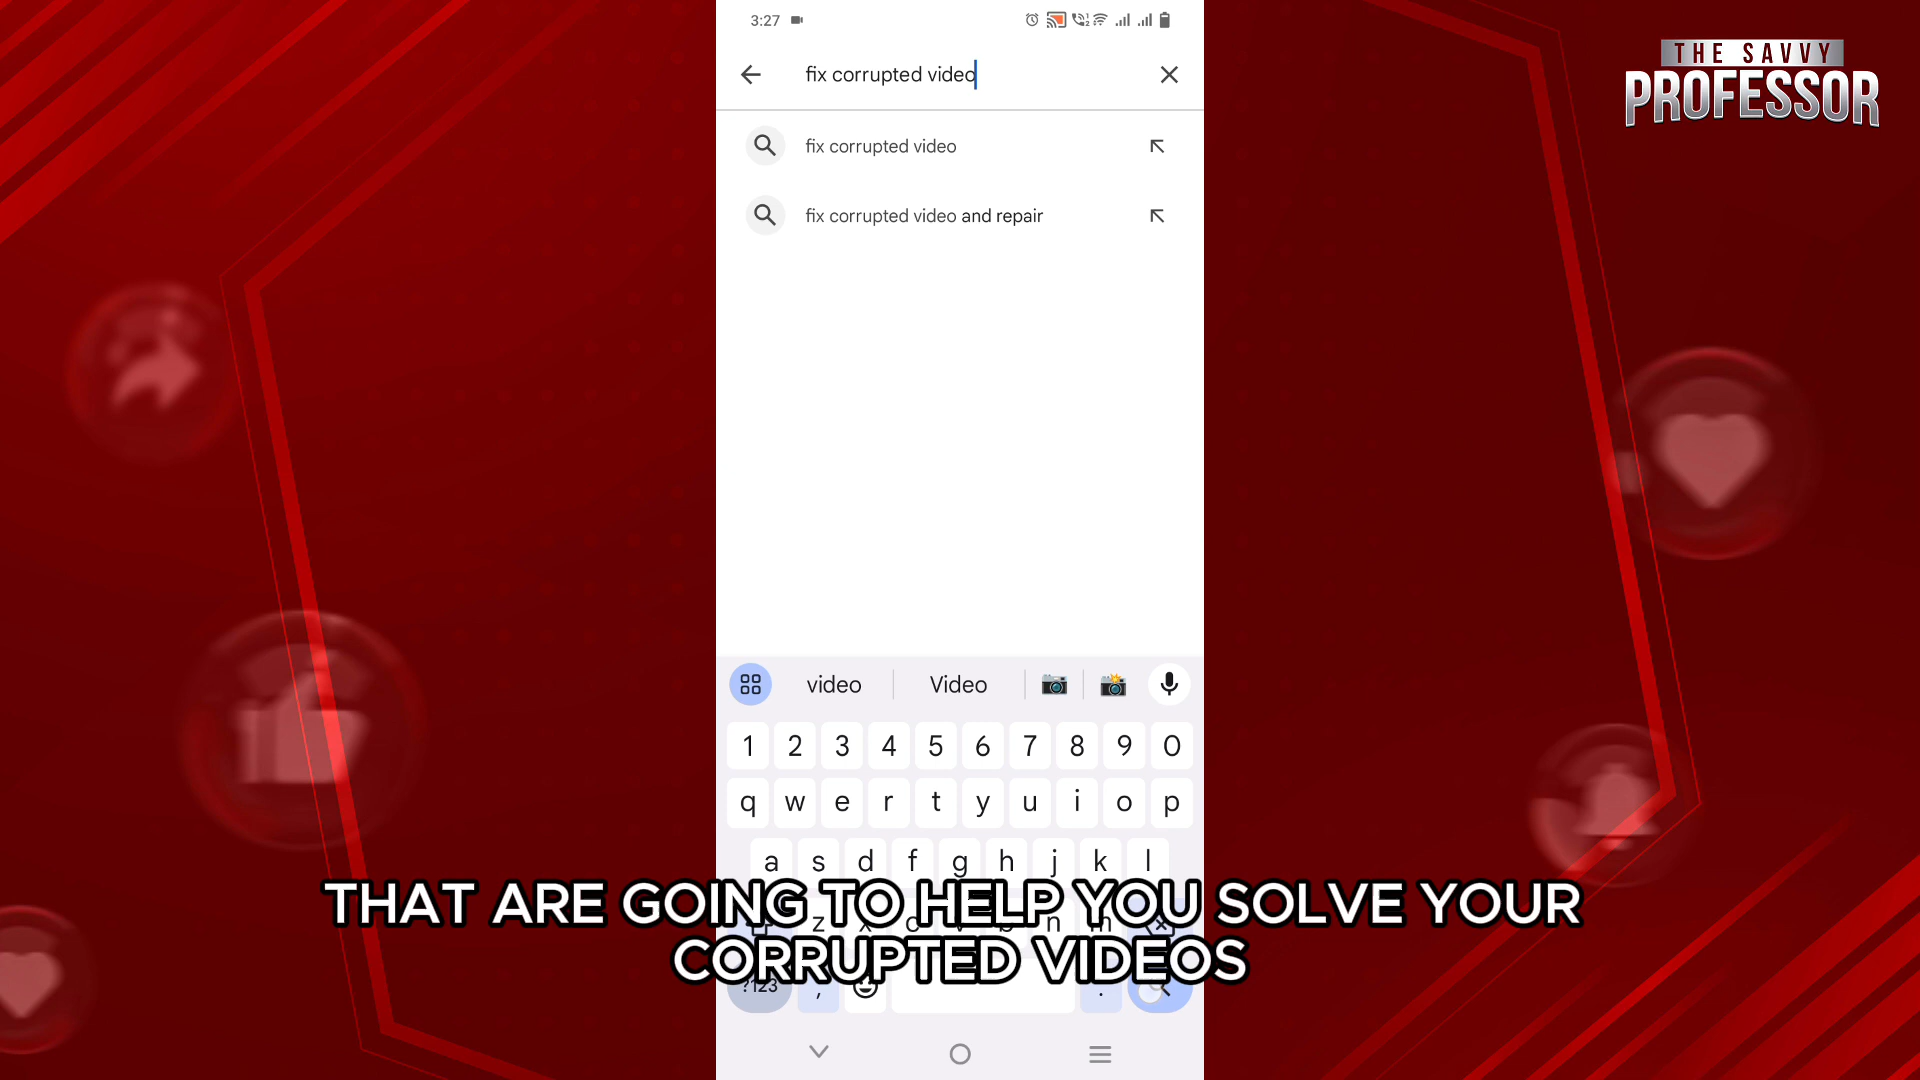 3:27
THE SAVVY
PROFESSOR
fix corrupted video
fix corrupted video
fix corrupted video and repair
video Video
1 2 3 4 5 6 7 8 9 0
q w e r t y u i o p
a s d f g h j k l
THAT ARE GOING TO HELP YOU SOLVE YOUR
z x c v b n m
CORRUPTED VIDEOS
?123 , .